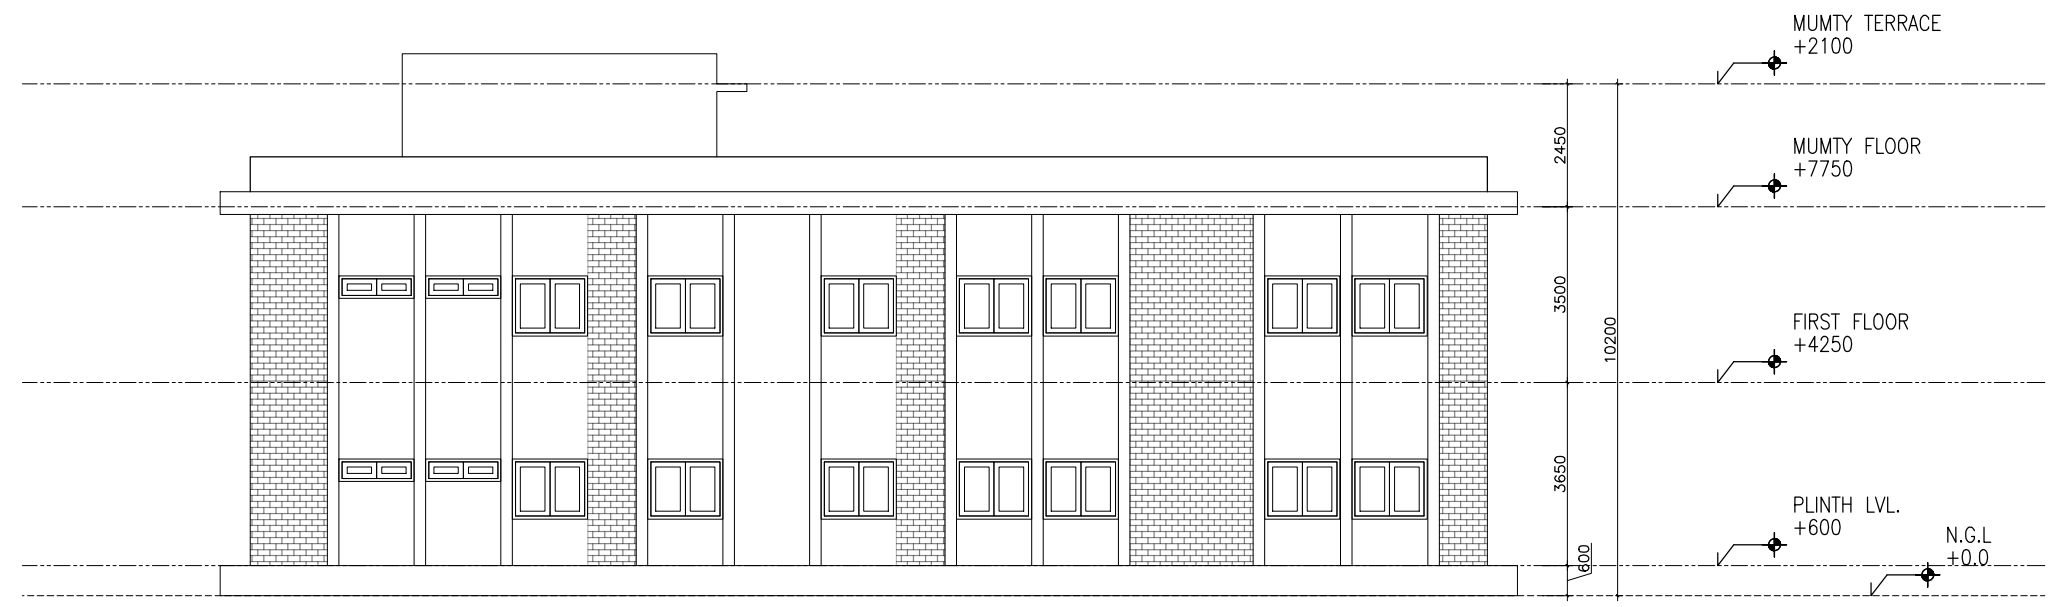 MUMTY TERRACE
+2100
2450
MUMTY FLOOR
+7750
3500
10200
FIRST FLOOR
+4250
3650
PLINTH LVL.
+600
N.G.L
+0.0
600